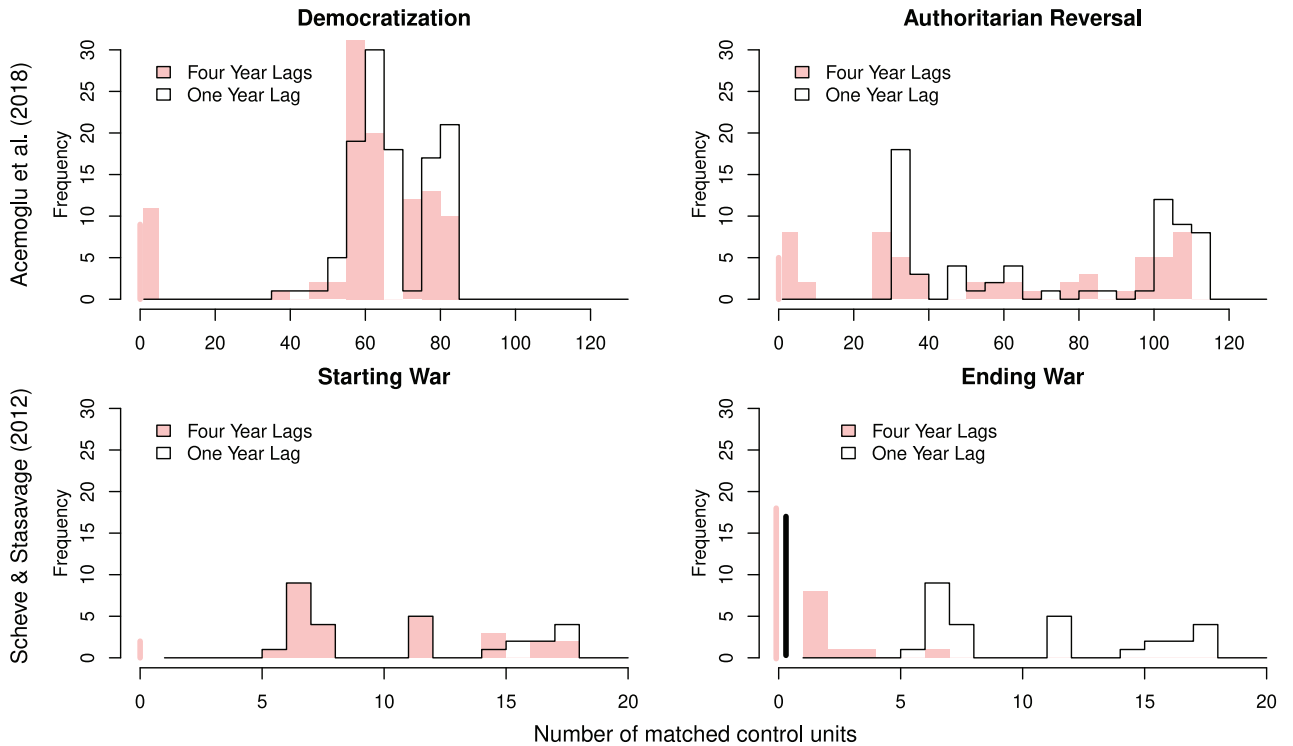 Democratization
Acemoglu et al. (2018)
Frequency
0 5 10 15 20 25 30
Four Year Lags
One Year Lag
0 20 40 60 80 100 120
Authoritarian Reversal
Frequency
0 5 10 15 20 25 30
Four Year Lags
One Year Lag
0 20 40 60 80 100 120
Starting War
Scheve & Stasavage (2012)
Frequency
0 5 10 15 20 25 30
Four Year Lags
One Year Lag
0 5 10 15 20
Ending War
Frequency
0 5 10 15 20 25 30
Four Year Lags
One Year Lag
0 5 10 15 20
Number of matched control units